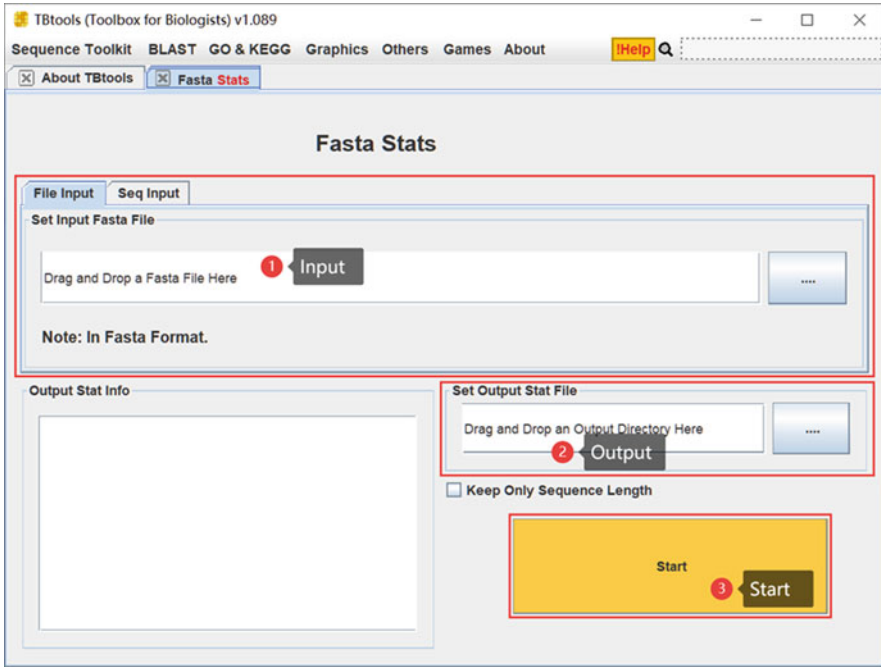 TBtools (Toolbox for Biologists) v1.089
Sequence Toolkit BLAST GO & KEGG Graphics Others Games About !Help
About TBtools Fasta Stats
Fasta Stats
File Input Seq Input
Set Input Fasta File
Drag and Drop a Fasta File Here
1 Input
....
Note: In Fasta Format.
Output Stat Info
Set Output Stat File
Drag and Drop an Output Directory Here
....
2 Output
Keep Only Sequence Length
Start
3 Start